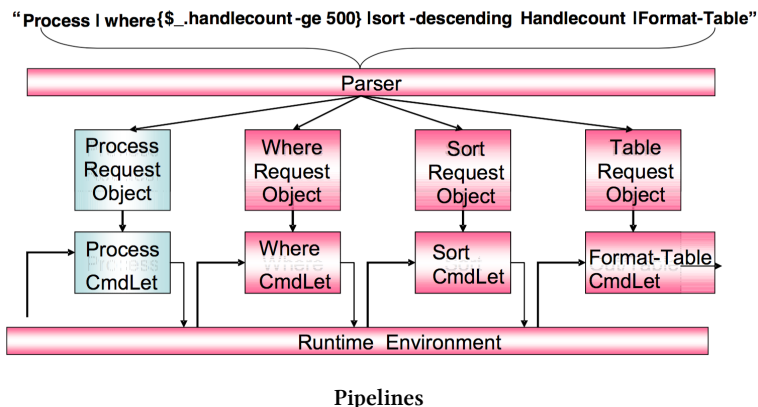 “Process | where{$_.handlecount -ge 500} |sort -descending Handlecount |Format-Table”
Parser
Process
Request
Object
Where
Request
Object
Sort
Request
Object
Table
Request
Object
Process
CmdLet
Where
CmdLet
Sort
CmdLet
Format-Table
CmdLet
Runtime Environment
Pipelines